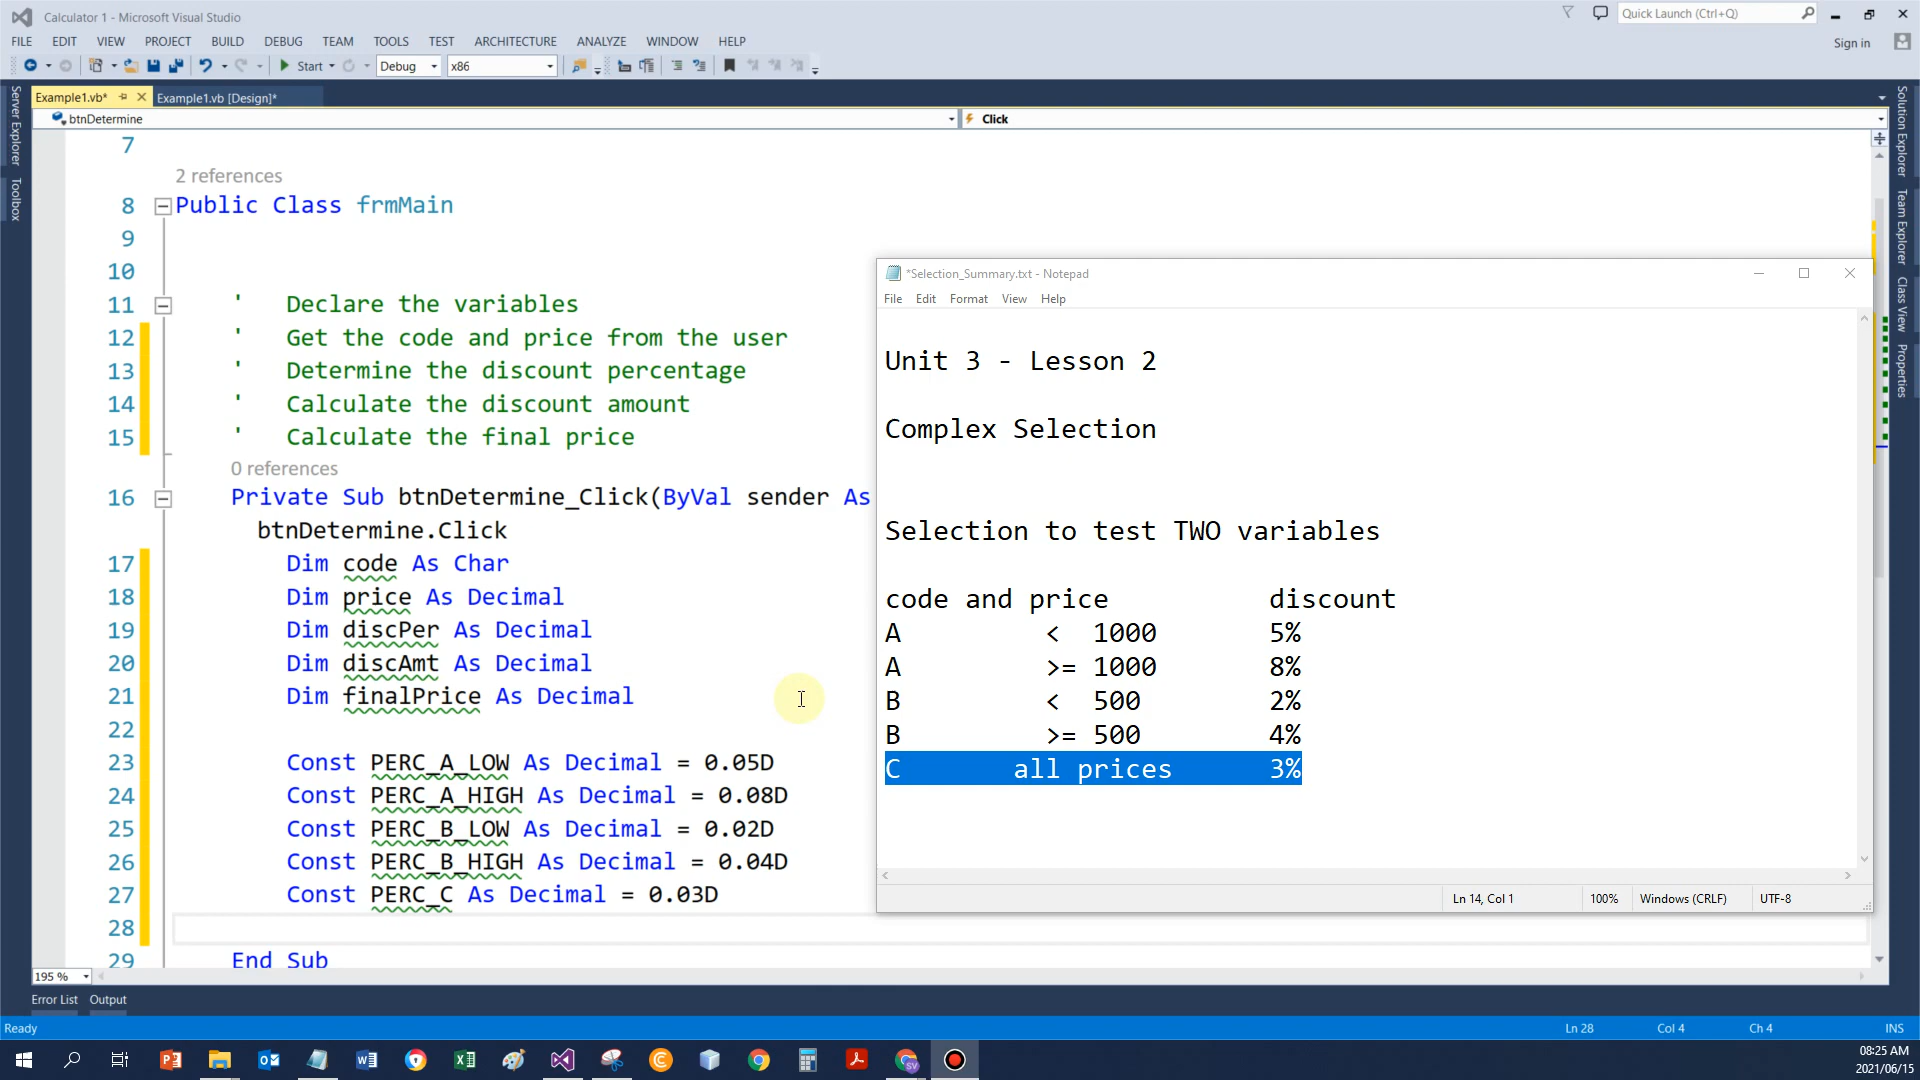 Calculator 1 - Microsoft Visual Studio
Quick Launch (Ctrl+Q)
FILE EDIT VIEW PROJECT BUILD DEBUG TEAM TOOLS TEST ARCHITECTURE ANALYZE WINDOW HELP
Sign in
Start Debug x86
Example1.vb* Example1.vb [Design]*
btnDetermine Click
Server Explorer
Toolbox
Solution Explorer
Team Explorer
Class View
Properties
7
2 references
8 Public Class frmMain
9
10
11 ' Declare the variables
12 ' Get the code and price from the user
13 ' Determine the discount percentage
14 ' Calculate the discount amount
15 ' Calculate the final price
0 references
16 Private Sub btnDetermine_Click(ByVal sender As
btnDetermine.Click
17 Dim code As Char
18 Dim price As Decimal
19 Dim discPer As Decimal
20 Dim discAmt As Decimal
21 Dim finalPrice As Decimal
22
23 Const PERC_A_LOW As Decimal = 0.05D
24 Const PERC_A_HIGH As Decimal = 0.08D
25 Const PERC_B_LOW As Decimal = 0.02D
26 Const PERC_B_HIGH As Decimal = 0.04D
27 Const PERC_C As Decimal = 0.03D
28
29 End Sub
*Selection_Summary.txt - Notepad
File Edit Format View Help
Unit 3 - Lesson 2
Complex Selection
Selection to test TWO variables
code and price discount
A < 1000 5%
A >= 1000 8%
B < 500 2%
B >= 500 4%
C all prices 3%
Ln 14, Col 1 100% Windows (CRLF) UTF-8
195 %
Error List Output
Ready Ln 28 Col 4 Ch 4 INS
08:25 AM
2021/06/15